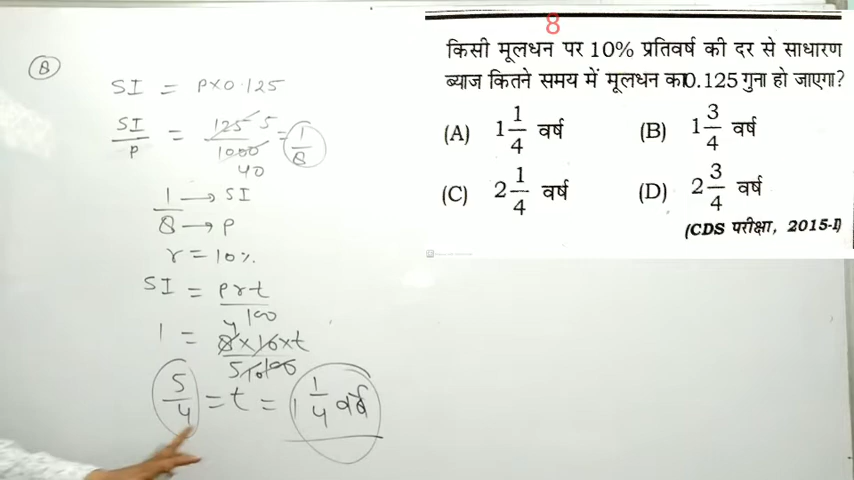 8
किसी मूलधन पर 10% प्रतिवर्ष की दर से साधारण
ब्याज कितने समय में मूलधन का 0.125 गुना हो जाएगा?
(A) 1 1/4 वर्ष (B) 1 3/4 वर्ष
(C) 2 1/4 वर्ष (D) 2 3/4 वर्ष
(CDS परीक्षा, 2015-I)
8
SI = P×0.125
SI/P = 125 5/1000 40 = 1/8
1 → SI
8 → P
r = 10%
SI = prt/100
1 = 8×10×t/100
5/4 = t = 1 1/4 वर्ष